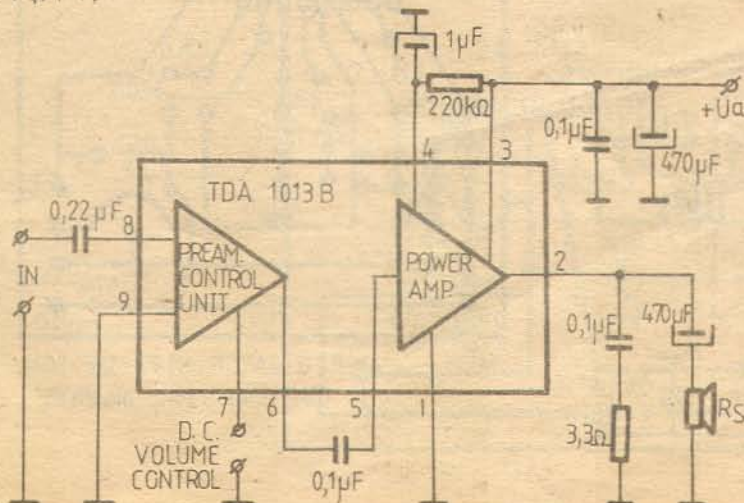 1μF
220kΩ
+Ua
0,1μF
470μF
4
3
TDA 1013B
0,22μF
8
PREAM.
CONTROL
UNIT
POWER
AMP.
2
IN
9
0,1μF
470μF
7
6
5
1
D.C.
VOLUME
CONTROL
0,1μF
3,3Ω
RS